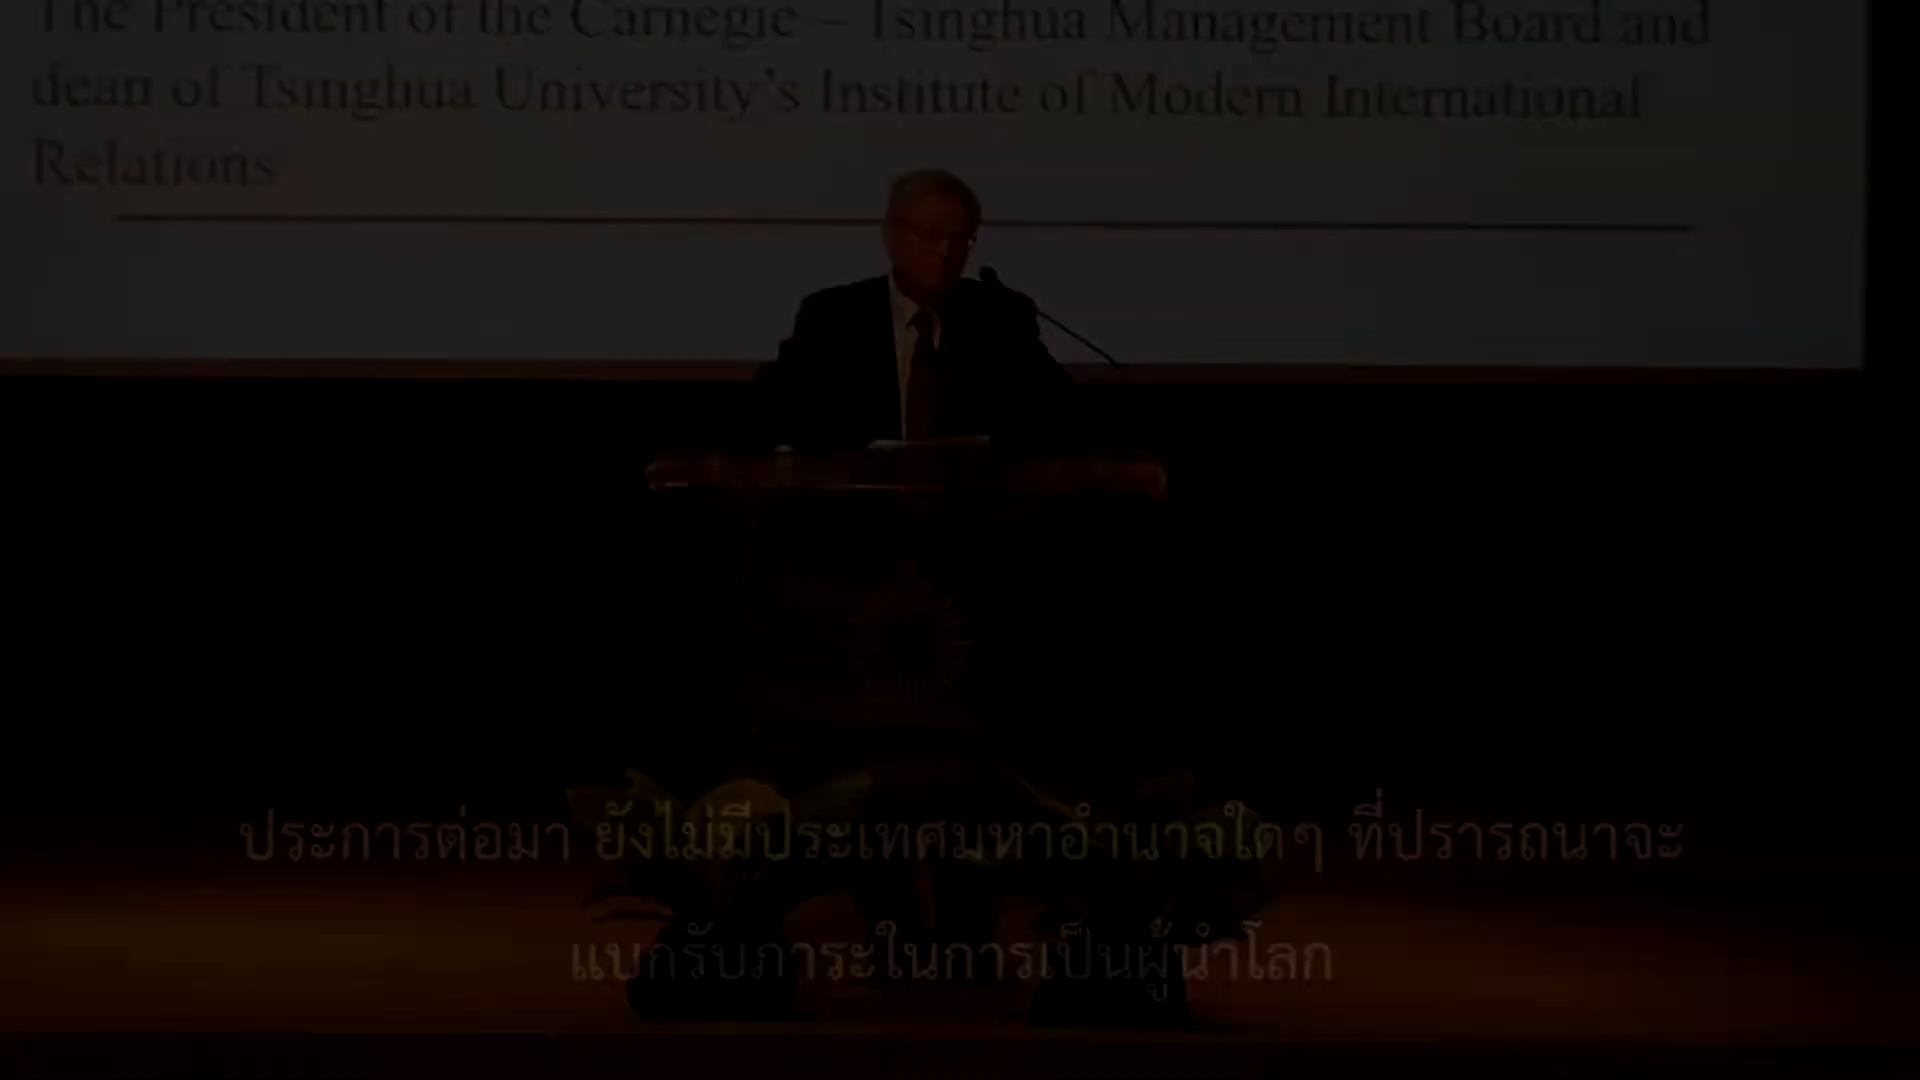 The President of the Carnegie – Tsinghua Management Board and
dean of Tsinghua University's Institute of Modern International
Relations
ประการต่อมา ยังไม่มีประเทศมหาอำนาจใดๆ ที่ปรารถนาจะ
แบกรับภาระในการเป็นผู้นำโลก